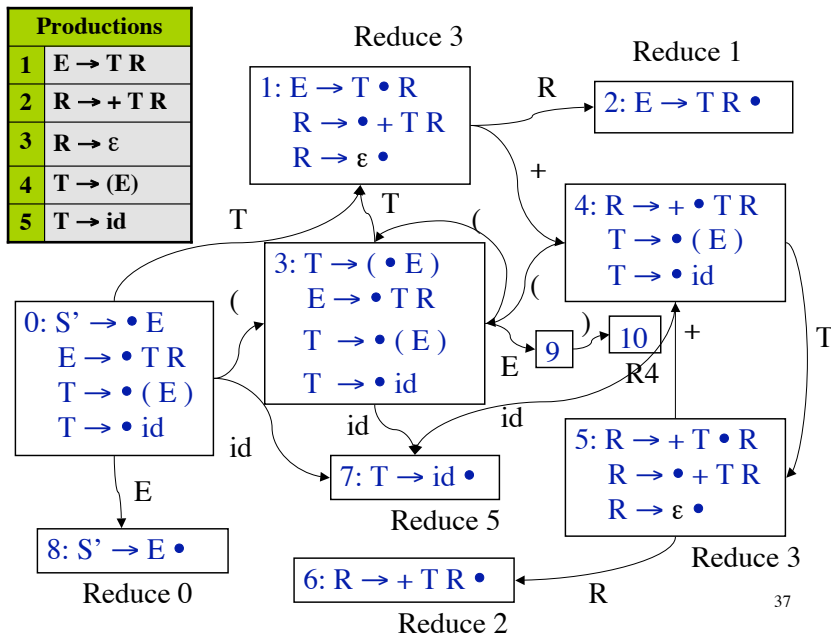 Productions
1 E → T R
2 R → + T R
3 R → ε
4 T → (E)
5 T → id
Reduce 3
1: E → T • R
R → • + T R
R → ε •
Reduce 1
2: E → T R •
R
+
T
T
(
(
(
4: R → + • T R
T → • ( E )
T → • id
3: T → ( • E )
E → • T R
T → • ( E )
T → • id
0: S’ → • E
E → • T R
T → • ( E )
T → • id
E
9
)
10
R4
+
T
id
id
id
7: T → id •
Reduce 5
5: R → + T • R
R → • + T R
R → ε •
Reduce 3
E
8: S’ → E •
Reduce 0
6: R → + T R •
Reduce 2
R
37